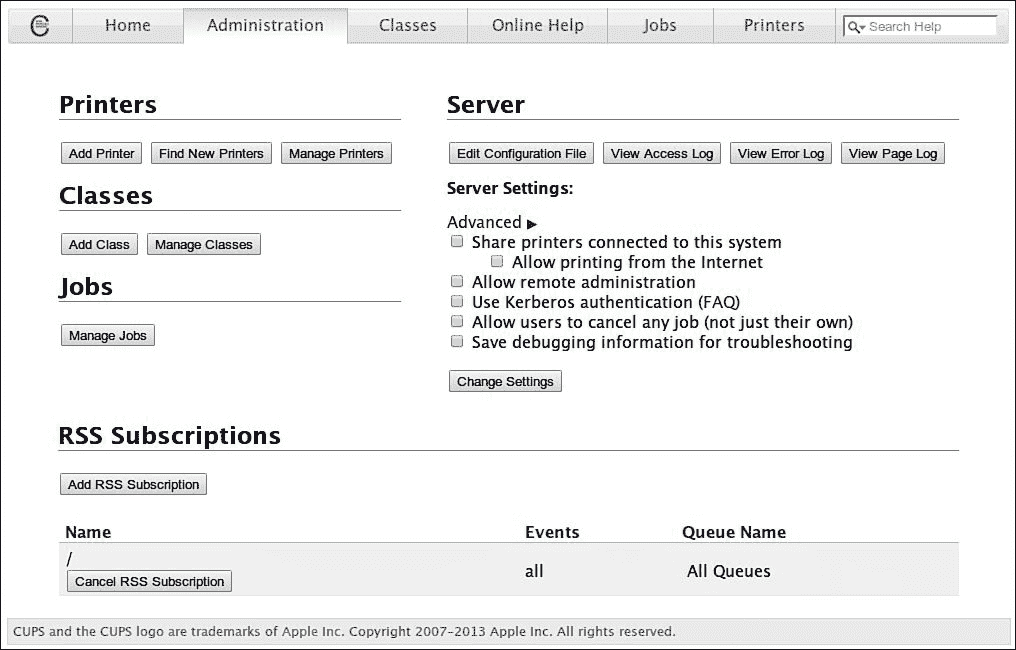 Home Administration Classes Online Help Jobs Printers Search Help
Printers
Add Printer Find New Printers Manage Printers
Classes
Add Class Manage Classes
Jobs
Manage Jobs
Server
Edit Configuration File View Access Log View Error Log View Page Log
Server Settings:
Advanced ▶
Share printers connected to this system
Allow printing from the Internet
Allow remote administration
Use Kerberos authentication (FAQ)
Allow users to cancel any job (not just their own)
Save debugging information for troubleshooting
Change Settings
RSS Subscriptions
Add RSS Subscription
Name Events Queue Name
/
Cancel RSS Subscription all All Queues
CUPS and the CUPS logo are trademarks of Apple Inc. Copyright 2007-2013 Apple Inc. All rights reserved.